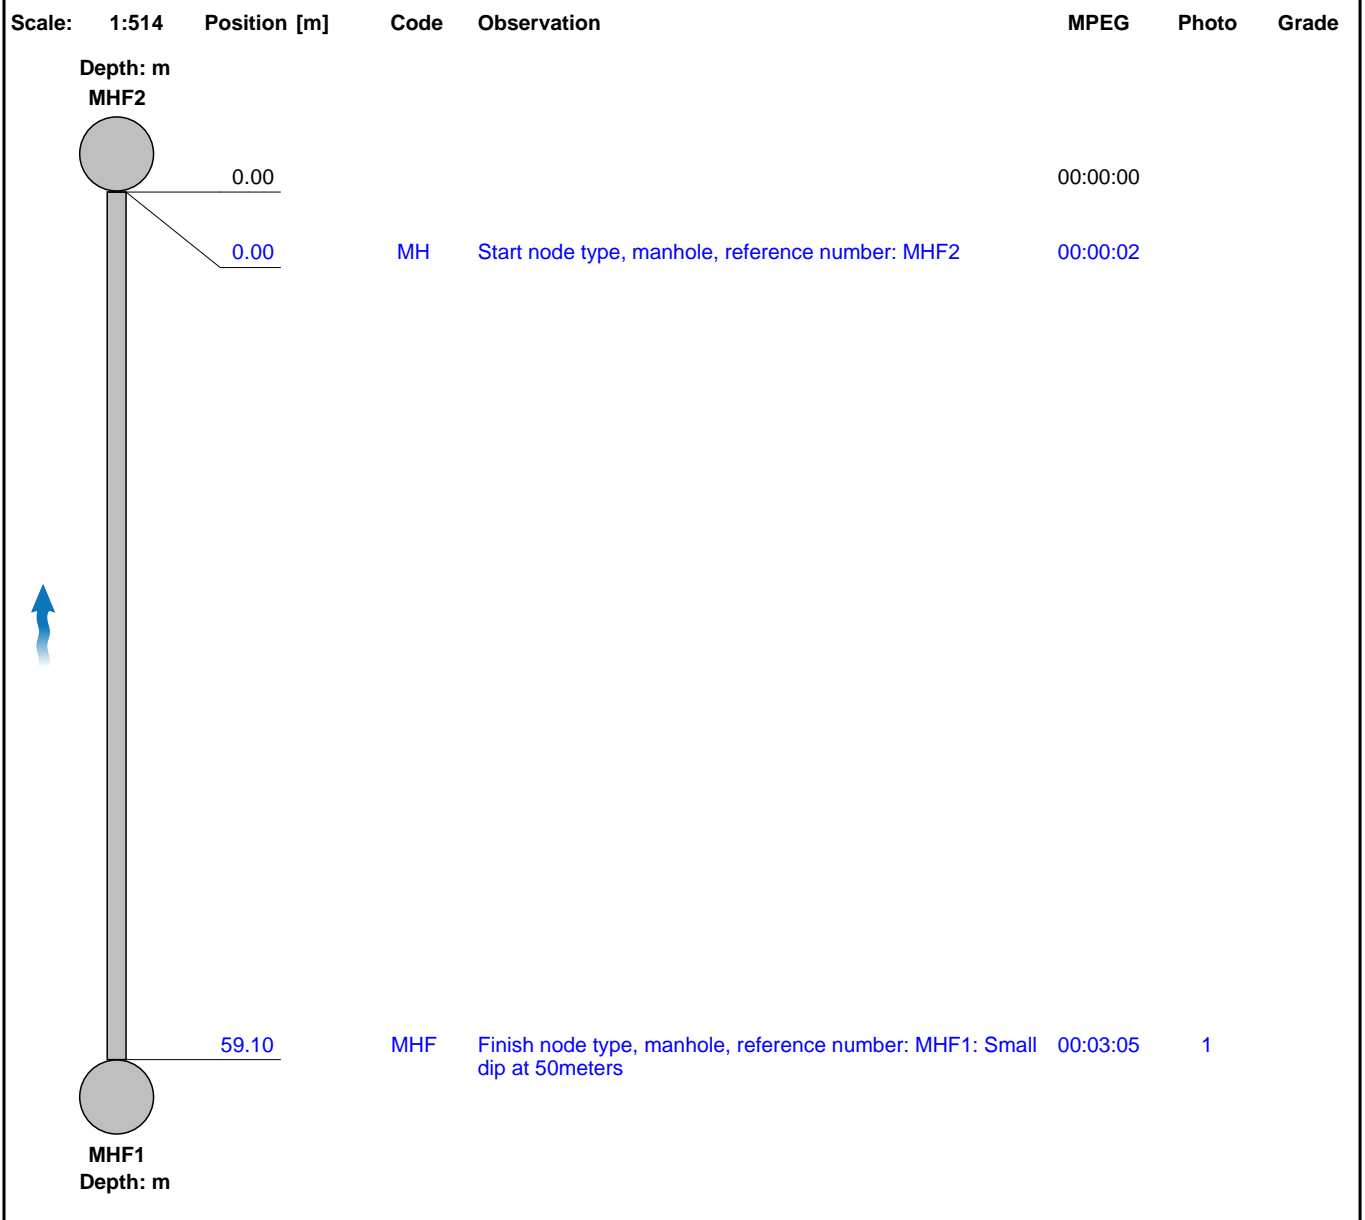 Scale: 1:514 Position [m] Code Observation MPEG Photo Grade
Depth: m
MHF2
0.00 00:00:00
0.00 MH Start node type, manhole, reference number: MHF2 00:00:02
59.10 MHF Finish node type, manhole, reference number: MHF1: Small 00:03:05 1
dip at 50meters
MHF1
Depth: m